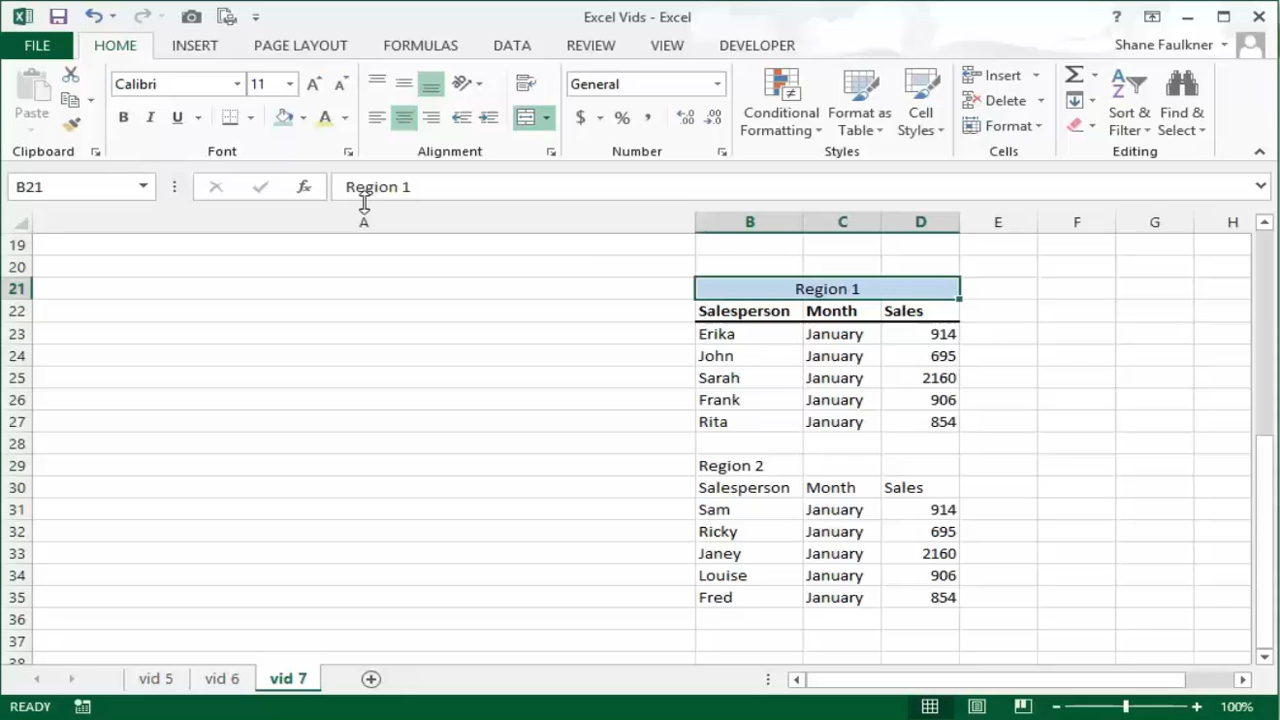 Excel Vids - Excel
?
FILE HOME INSERT PAGE LAYOUT FORMULAS DATA REVIEW VIEW DEVELOPER Shane Faulkner
Paste
Calibri 11
B I U A
General
$ % ,
Conditional Formatting
Format as Table
Cell Styles
Insert
Delete
Format
Sort & Filter
Find & Select
Clipboard Font Alignment Number Styles Cells Editing
B21 fx Region 1
A B C D E F G H
19
20
21 Region 1
22 Salesperson Month Sales
23 Erika January 914
24 John January 695
25 Sarah January 2160
26 Frank January 906
27 Rita January 854
28
29 Region 2
30 Salesperson Month Sales
31 Sam January 914
32 Ricky January 695
33 Janey January 2160
34 Louise January 906
35 Fred January 854
36
37
38
vid 5 vid 6 vid 7
READY 100%